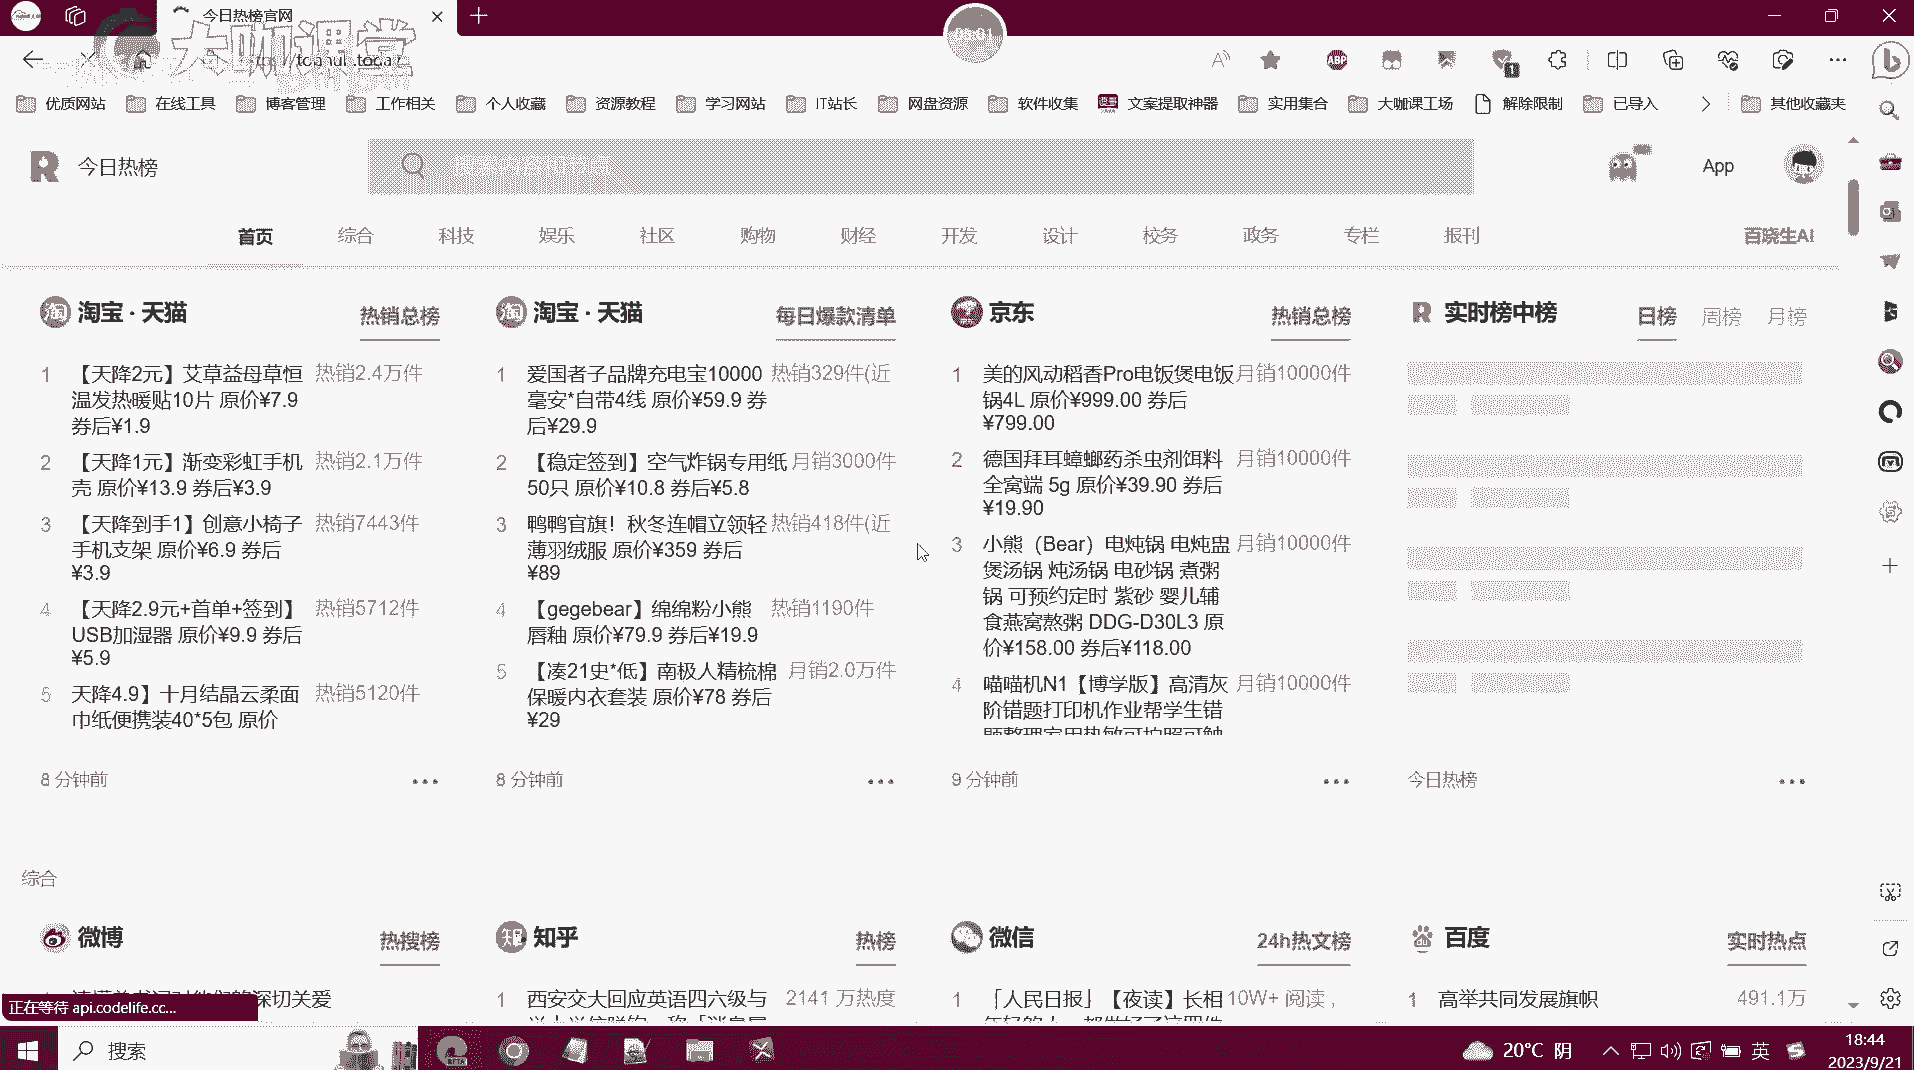 今日热榜官网
大咖课堂
优质网站 在线工具 博客管理 工作相关 个人收藏 资源教程 学习网站 IT站长 网盘资源 软件收集 文案提取神器 实用集合 大咖课工场 解除限制 已导入 其他收藏夹
今日热榜
App
首页 综合 科技 娱乐 社区 购物 财经 开发 设计 校务 政务 专栏 报刊 百晓生AI
淘宝 · 天猫 热销总榜
1 【天降2元】艾草益母草恒 热销2.4万件
温发热暖贴10片 原价¥7.9
券后¥1.9
2 【天降1元】渐变彩虹手机 热销2.1万件
壳 原价¥13.9 券后¥3.9
3 【天降到手1】创意小椅子 热销7443件
手机支架 原价¥6.9 券后
¥3.9
4 【天降2.9元+首单+签到】 热销5712件
USB加湿器 原价¥9.9 券后
¥5.9
5 天降4.9】十月结晶云柔面 热销5120件
巾纸便携装40*5包 原价
8 分钟前
淘宝 · 天猫 每日爆款清单
1 爱国者子品牌充电宝10000 热销329件(近
毫安*自带4线 原价¥59.9 券
后¥29.9
2 【稳定签到】空气炸锅专用纸 月销3000件
50只 原价¥10.8 券后¥5.8
3 鸭鸭官旗！秋冬连帽立领轻 热销418件(近
薄羽绒服 原价¥359 券后
¥89
4 【gegebear】绵绵粉小熊 热销1190件
唇釉 原价¥79.9 券后¥19.9
5 【凑21史*低】南极人精梳棉 月销2.0万件
保暖内衣套装 原价¥78 券后
¥29
8 分钟前
京东 热销总榜
1 美的风动稻香Pro电饭煲电饭 月销10000件
锅4L 原价¥999.00 券后
¥799.00
2 德国拜耳蟑螂药杀虫剂饵料 月销10000件
全窝端 5g 原价¥39.90 券后
¥19.90
3 小熊（Bear）电炖锅 电炖盅 月销10000件
煲汤锅 炖汤锅 电砂锅 煮粥
锅 可预约定时 紫砂 婴儿辅
食燕窝熬粥 DDG-D30L3 原
价¥158.00 券后¥118.00
4 喵喵机N1【博学版】高清灰 月销10000件
阶错题打印机作业帮学生错
9 分钟前
实时榜中榜 日榜 周榜 月榜
今日热榜
综合
微博 热搜榜
深切关爱
知乎 热榜
1 西安交大回应英语四六级与 2141 万热度
微信 24h热文榜
1 「人民日报」【夜读】长相 10W+ 阅读，
百度 实时热点
1 高举共同发展旗帜 491.1万
正在等待 api.codelife.cc...
搜索
20°C 阴
英
18:44
2023/9/21